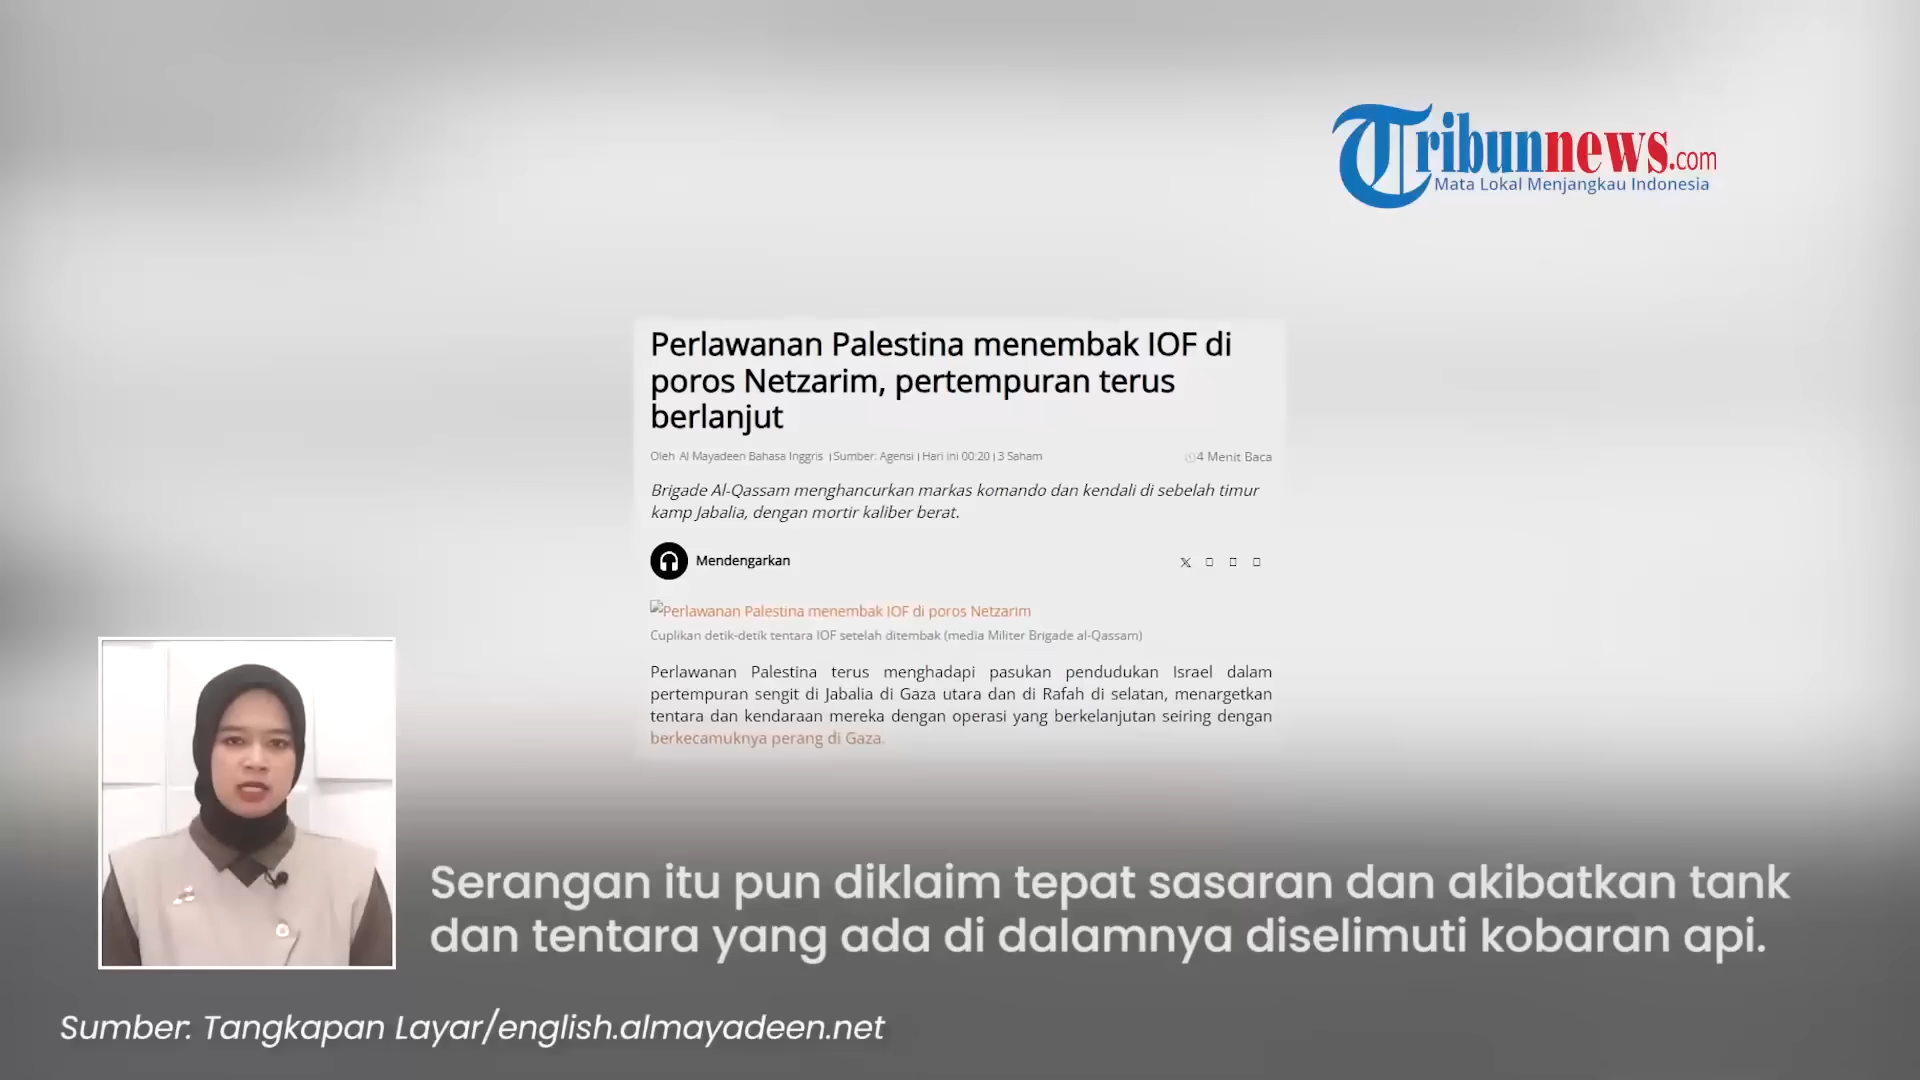 Tribunnews.com
Mata Lokal Menjangkau Indonesia
Perlawanan Palestina menembak IOF di
poros Netzarim, pertempuran terus
berlanjut
Oleh Al Mayadeen Bahasa Inggris | Sumber: Agensi | Hari ini 00:20 | 3 Saham
4 Menit Baca
Brigade Al-Qassam menghancurkan markas komando dan kendali di sebelah timur
kamp Jabalia, dengan mortir kaliber berat.
Mendengarkan
Perlawanan Palestina menembak IOF di poros Netzarim
Cuplikan detik-detik tentara IOF setelah ditembak (media Militer Brigade al-Qassam)
Perlawanan Palestina terus menghadapi pasukan pendudukan Israel dalam
pertempuran sengit di Jabalia di Gaza utara dan di Rafah di selatan, menargetkan
tentara dan kendaraan mereka dengan operasi yang berkelanjutan seiring dengan
berkecamuknya perang di Gaza.
Serangan itu pun diklaim tepat sasaran dan akibatkan tank
dan tentara yang ada di dalamnya diselimuti kobaran api.
Sumber: Tangkapan Layar/english.almayadeen.net